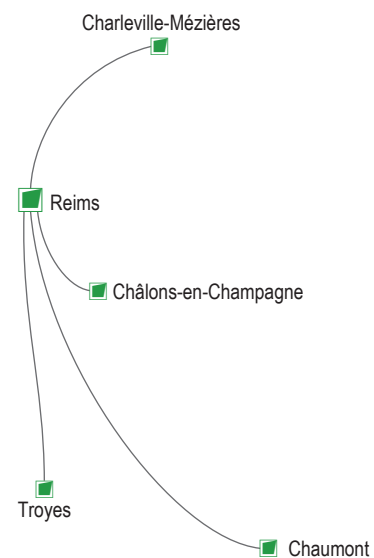 Charleville-Mézières
Reims
Châlons-en-Champagne
Troyes
Chaumont